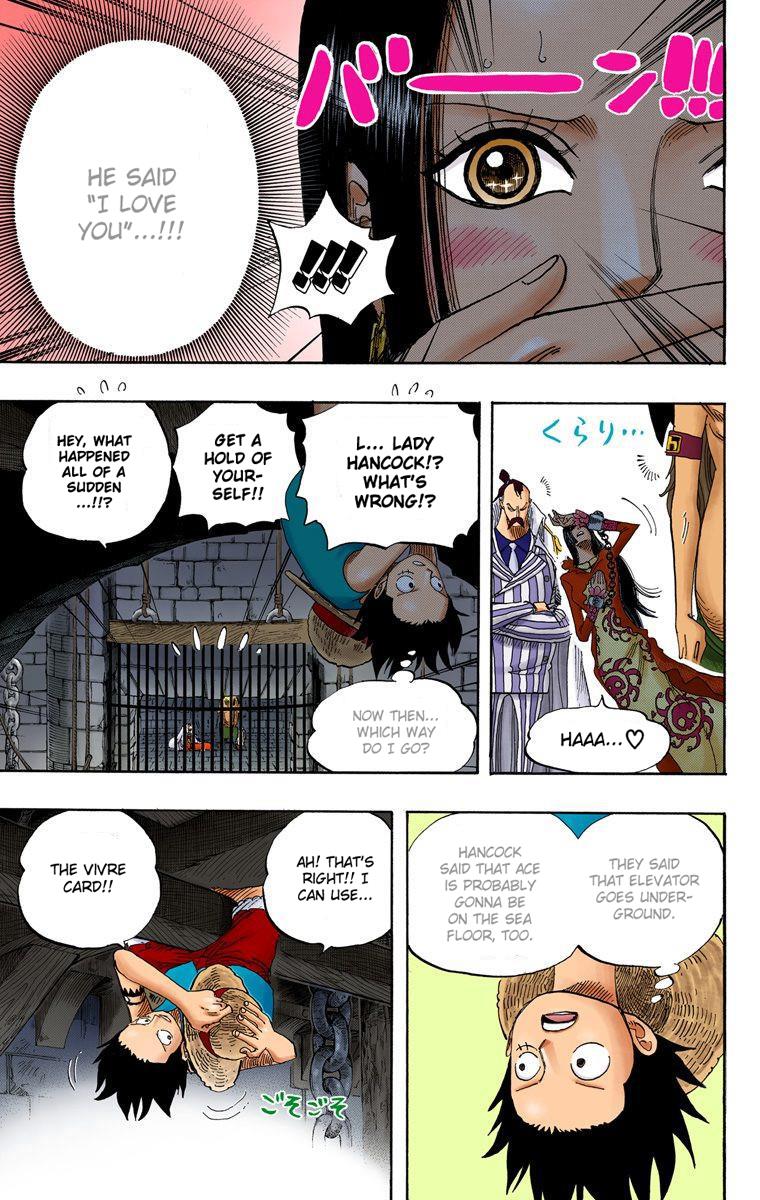 バーン!!!
HE SAID
"I LOVE
YOU"...!!!
!!!
くらり…
HAAA...♡
L... LADY
HANCOCK!?
WHAT'S
WRONG!?
GET A
HOLD OF
YOUR-
SELF!!
HEY, WHAT
HAPPENED
ALL OF A
SUDDEN
...!!?
NOW THEN...
WHICH WAY
DO I GO?
THEY SAID
THAT ELEVATOR
GOES UNDER-
GROUND.
HANCOCK
SAID THAT ACE
IS PROBABLY
GONNA BE
ON THE SEA
FLOOR, TOO.
AH! THAT'S
RIGHT!! I
CAN USE...
THE VIVRE
CARD!!
ごそごそ